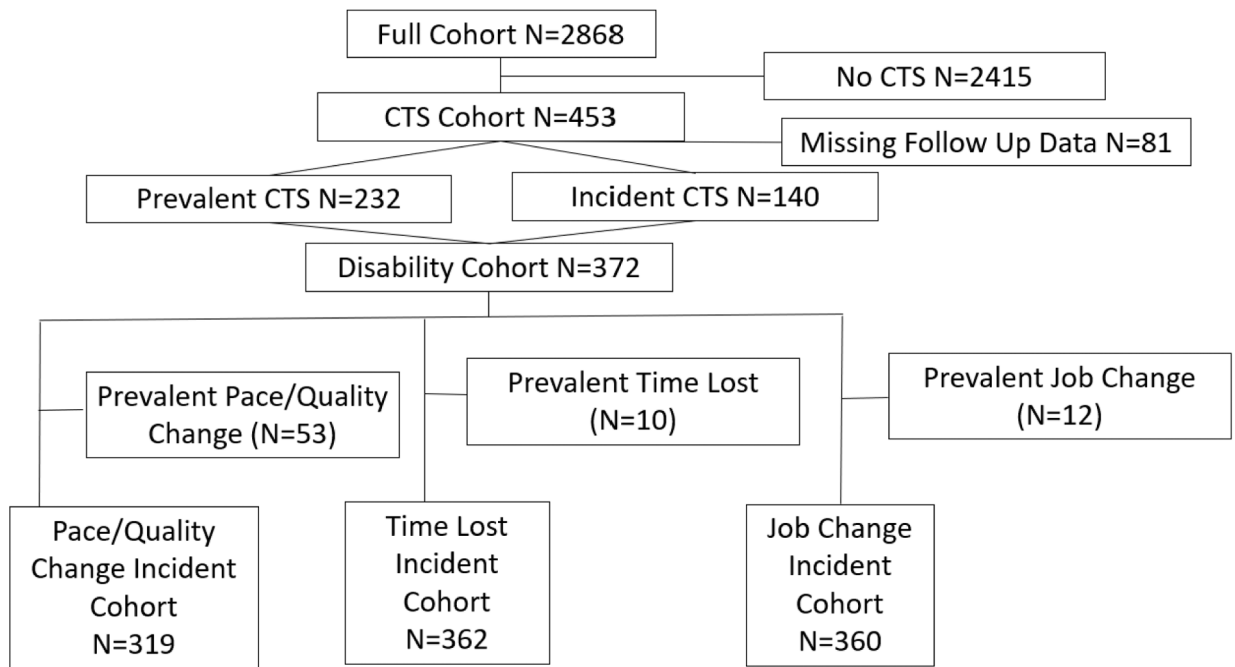 Full Cohort N=2868
No CTS N=2415
CTS Cohort N=453
Missing Follow Up Data N=81
Prevalent CTS N=232
Incident CTS N=140
Disability Cohort N=372
Prevalent Pace/Quality
Change (N=53)
Prevalent Time Lost
(N=10)
Prevalent Job Change
(N=12)
Pace/Quality
Change Incident
Cohort
N=319
Time Lost
Incident
Cohort
N=362
Job Change
Incident
Cohort
N=360